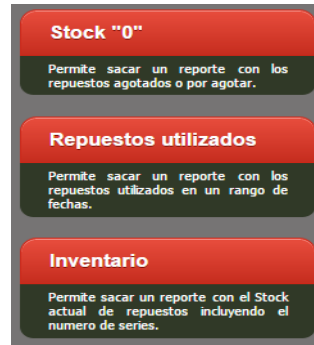 Stock "0"
Permite sacar un reporte con los
repuestos agotados o por agotar.
Repuestos utilizados
Permite sacar un reporte con los
repuestos utilizados en un rango de
fechas.
Inventario
Permite sacar un reporte con el Stock
actual de repuestos incluyendo el
numero de series.